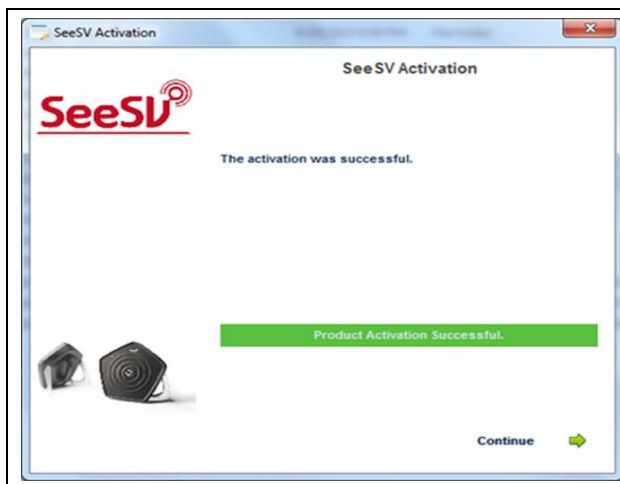 SeeSV Activation
SeeSV Activation
SeeSV
The activation was successful.
Product Activation Successful.
Continue